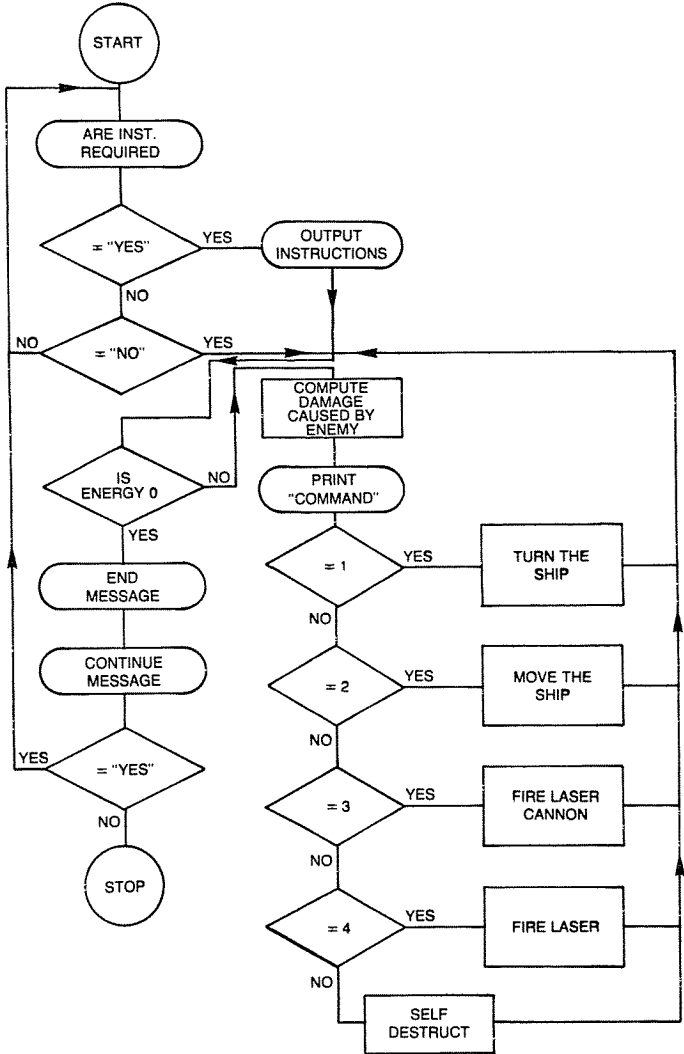 START
ARE INST.
REQUIRED
= "YES"
YES
OUTPUT
INSTRUCTIONS
NO
NO
= "NO"
YES
COMPUTE
DAMAGE
CAUSED BY
ENEMY
IS
ENERGY 0
NO
YES
PRINT
"COMMAND"
END
MESSAGE
= 1
YES
TURN THE
SHIP
NO
CONTINUE
MESSAGE
= 2
YES
MOVE THE
SHIP
NO
YES
= "YES"
NO
= 3
YES
FIRE LASER
CANNON
NO
STOP
= 4
YES
FIRE LASER
NO
SELF
DESTRUCT